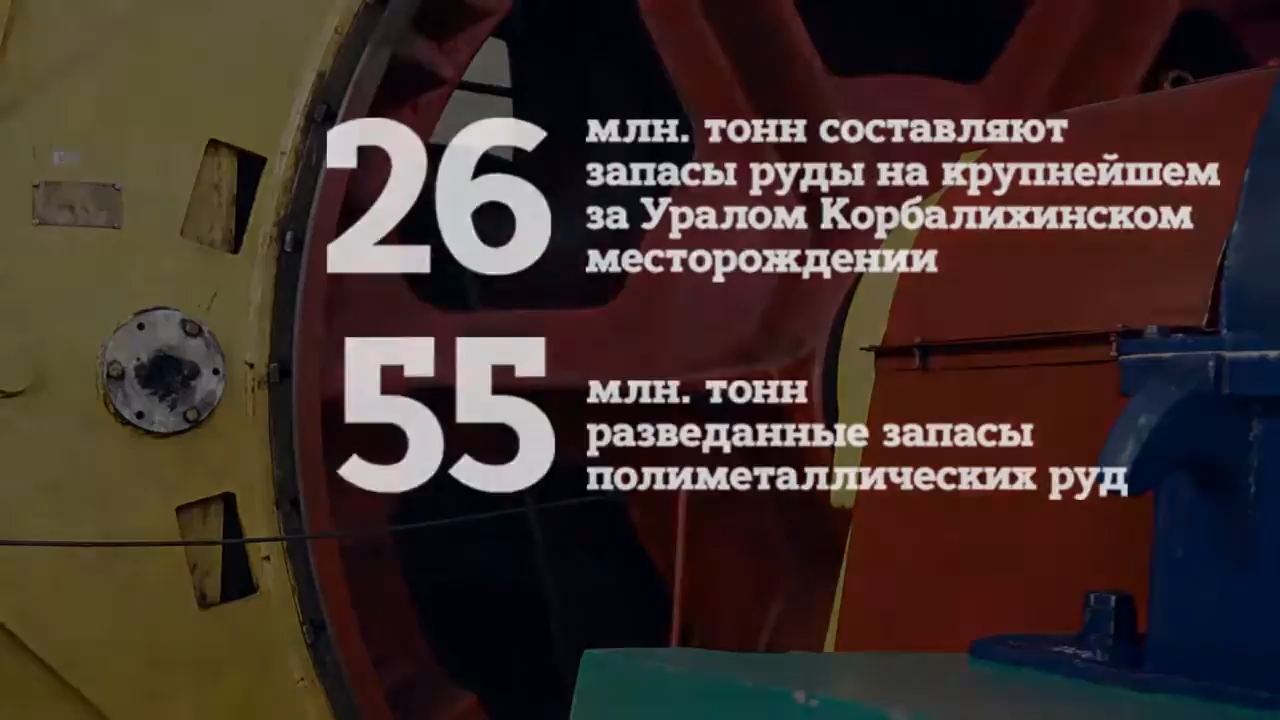 26
млн. тонн составляют
запасы руды на крупнейшем
за Уралом Корбалихинском
месторождении
55
млн. тонн
разведанные запасы
полиметаллических руд